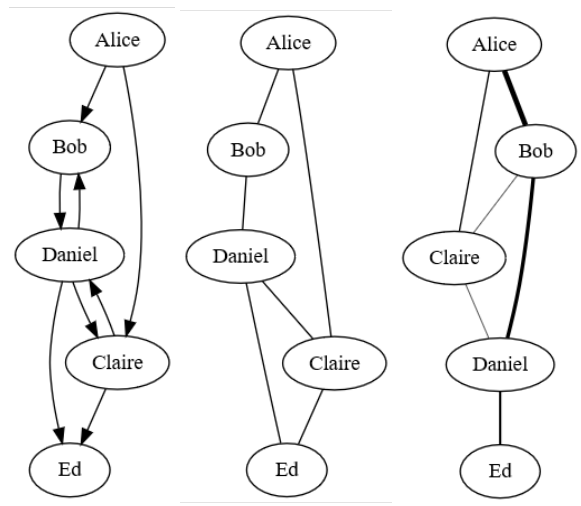 Alice
Bob
Daniel
Claire
Ed
Alice
Bob
Daniel
Claire
Ed
Alice
Bob
Claire
Daniel
Ed